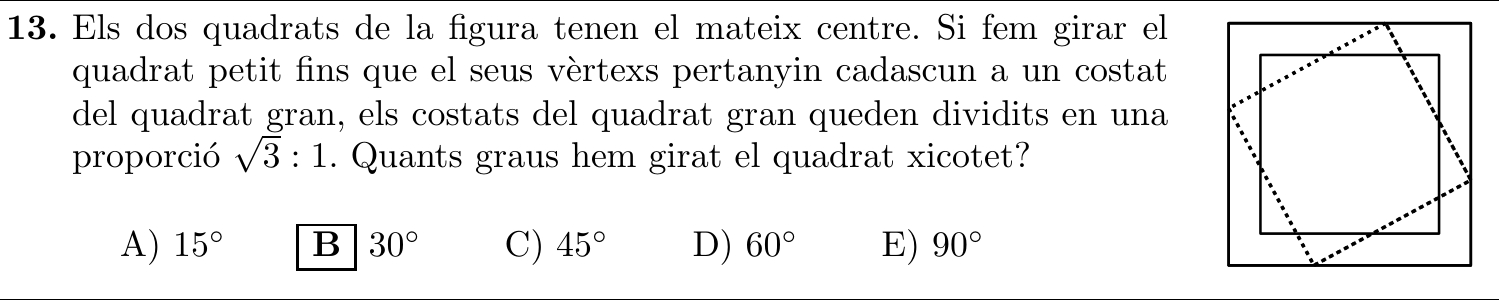 13. Els dos quadrats de la figura tenen el mateix centre. Si fem girar el
quadrat petit fins que el seus vèrtexs pertanyin cadascun a un costat
del quadrat gran, els costats del quadrat gran queden dividits en una
proporció √3 : 1. Quants graus hem girat el quadrat xicotet?
A) 15° B 30° C) 45° D) 60° E) 90°